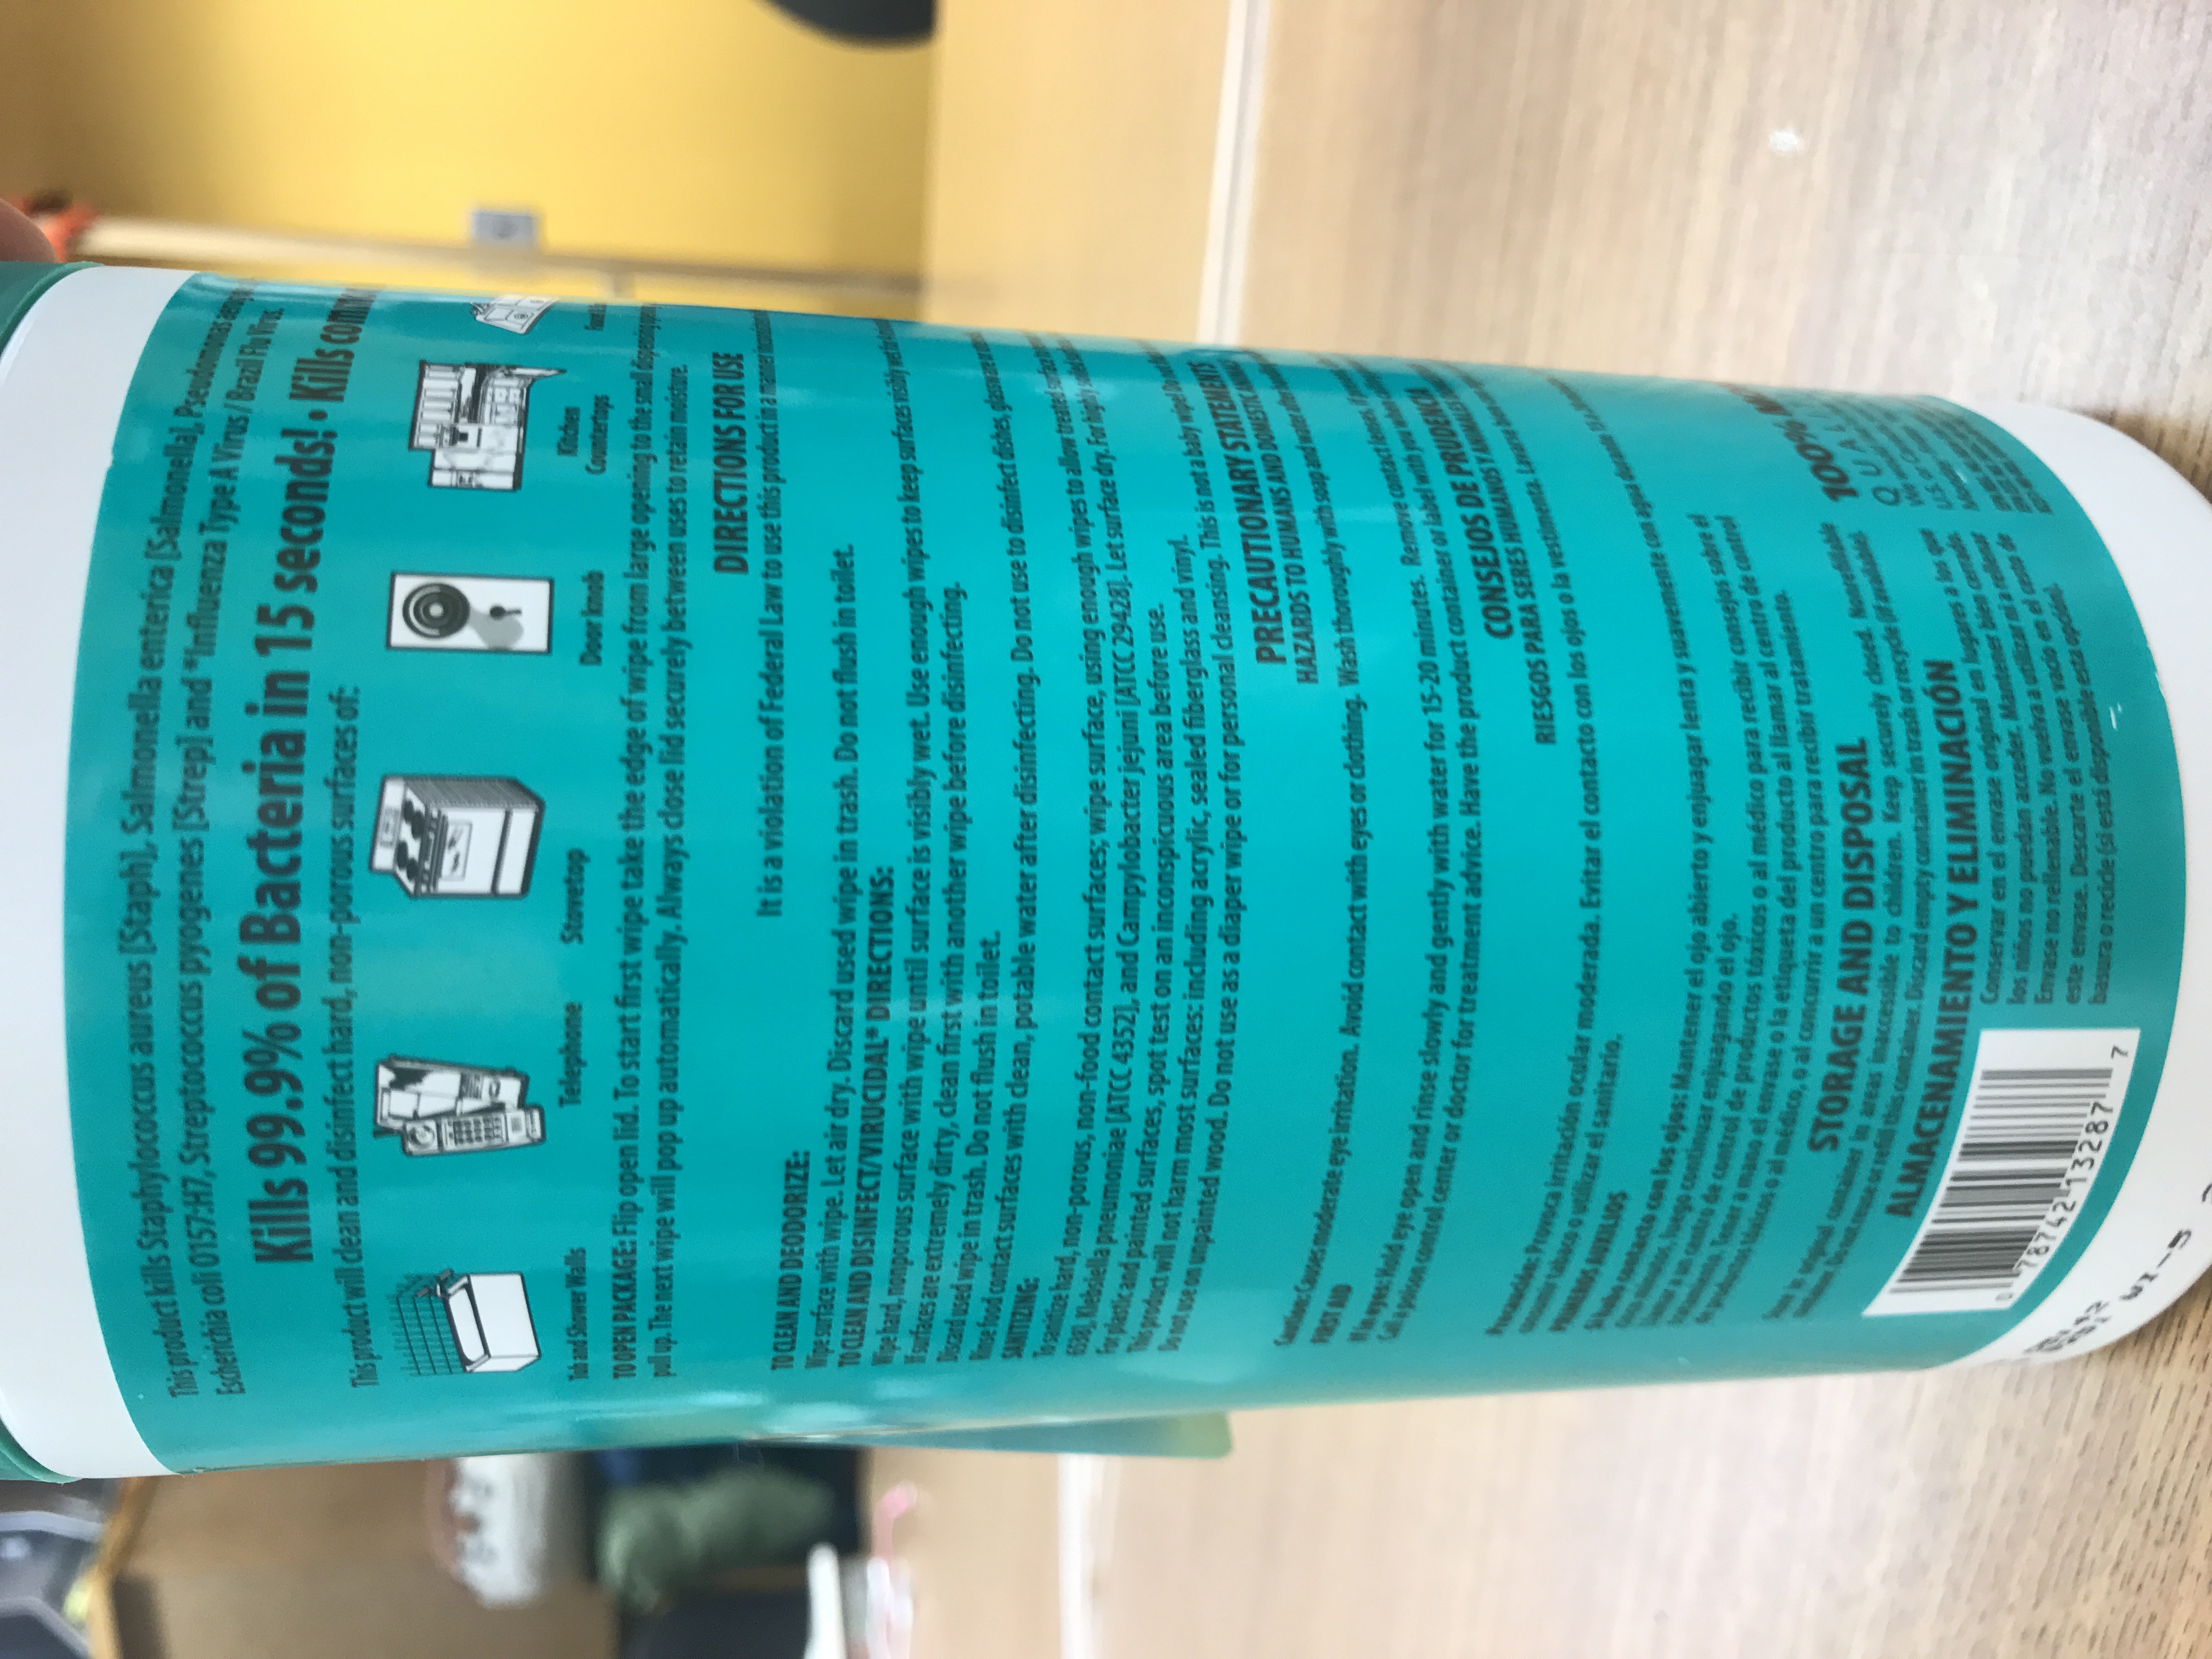 This product kills Staphylococcus aureus [Staph], Salmonella enterica [Salmonella], Pseudomonas
Escherichia coli O157:H7, Streptococcus pyogenes [Strep] and *Influenza Type A Virus / Brazil Flu Virus.
Kills 99.9% of Bacteria in 15 seconds! • Kills
This product will clean and disinfect hard, non-porous surfaces of:
Tub and Shower Walls
Telephone
Stovetop
Door knob
Kitchen
Countertops
TO OPEN PACKAGE: Flip open lid. To start first wipe take the edge of wipe from large opening to the small dispensing
pull up. The next wipe will pop up automatically. Always close lid securely between uses to retain moisture.
DIRECTIONS FOR USE
It is a violation of Federal Law to use this product in a manner
TO CLEAN AND DEODORIZE:
Wipe surface with wipe. Let air dry. Discard used wipe in trash. Do not flush in toilet.
TO CLEAN AND DISINFECT/VIRUCIDAL* DIRECTIONS:
Wipe hard, nonporous surface with wipe until surface is visibly wet. Use enough wipes to keep surfaces visibly wet for 4
If surfaces are extremely dirty, clean first with another wipe before disinfecting.
Discard used wipe in trash. Do not flush in toilet.
Rinse food contact surfaces with clean, potable water after disinfecting. Do not use to disinfect dishes, glassware or
SANITIZING:
To sanitize hard, non-porous, non-food contact surfaces; wipe surface, using enough wipes to allow treated surface to
6538], Klebsiella pneumoniae [ATCC 4352], and Campylobacter jejuni [ATCC 29428]. Let surface dry. For highly soiled
For plastic and painted surfaces, spot test on an inconspicuous area before use.
This product will not harm most surfaces: including acrylic, sealed fiberglass and vinyl.
Do not use on unpainted wood. Do not use as a diaper wipe or for personal cleansing. This is not a baby wipe! Do not
PRECAUTIONARY STATEMENTS
HAZARDS TO HUMANS AND DOMESTIC ANIMALS
Caution: Causes moderate eye irritation. Avoid contact with eyes or clothing. Wash thoroughly with soap and water after handling
FIRST AID
If in eyes: Hold eye open and rinse slowly and gently with water for 15-20 minutes. Remove contact lenses, if present,
Call a poison control center or doctor for treatment advice. Have the product container or label with you when calling
CONSEJOS DE PRUDENCIA
RIESGOS PARA SERES HUMANOS Y ANIMALES
Precaución: Provoca irritación ocular moderada. Evitar el contacto con los ojos o la vestimenta. Lavarse bien con
consumir tabaco o utilizar el sanitario.
PRIMEROS AUXILIOS
Si hubo contacto con los ojos: Mantener el ojo abierto y enjuagar lenta y suavemente con agua durante 15 a 20
cinco minutos, luego continuar enjuagando el ojo.
Llamar a un centro de control de productos tóxicos o al médico para recibir consejos sobre el
tratamiento. Tener a mano el envase o la etiqueta del producto al llamar al centro de control
de productos tóxicos o al médico, o al concurrir a un centro para recibir tratamiento.
STORAGE AND DISPOSAL
Store in original container in areas inaccessible to children. Keep securely closed. Nonrefillable
container. Do not reuse or refill this container. Discard empty container in trash or recycle (if available).
ALMACENAMIENTO Y ELIMINACIÓN
Conservar en el envase original en lugares a los que
los niños no puedan acceder. Mantener bien cerrado.
Envase no rellenable. No vuelva a utilizar ni a rellenar
este envase. Descarte el envase vacío en el cesto de
basura o recicle (si está disponible esta opción).
0 78742-13287 7
100%
WI-5